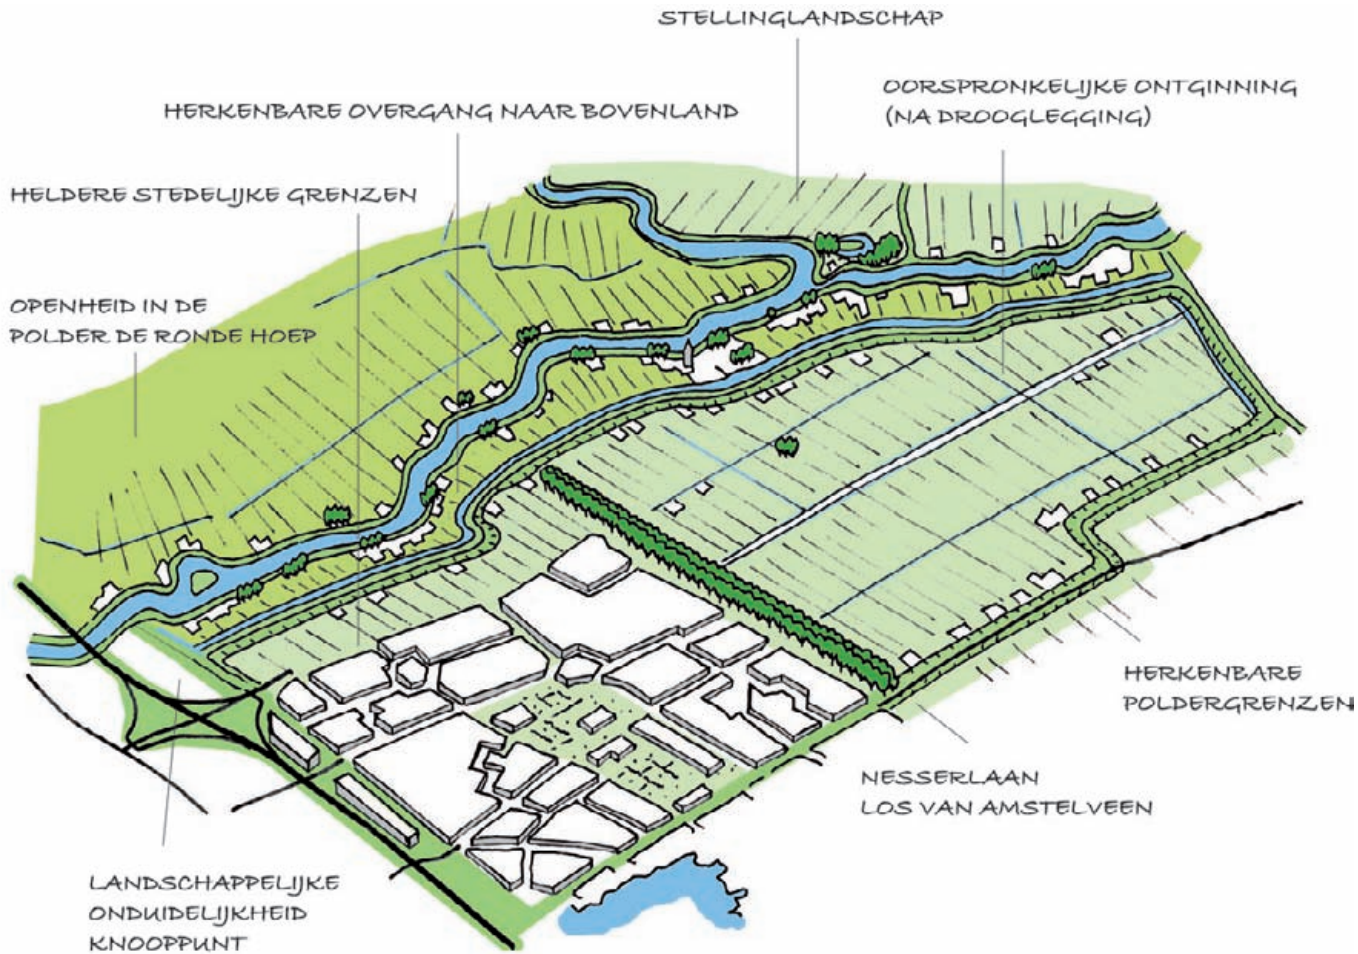 STELLINGLANDSCHAP
OORSPRONKELIJKE ONTGINNING
(NA DROOGLEGGING)
HERKENBARE OVERGANG NAAR BOVENLAND
HELDERE STEDELIJKE GRENZEN
OPENHEID IN DE
POLDER DE RONDE HOEP
HERKENBARE
POLDERGRENZEN
NESSERLAAN
LOS VAN AMSTELVEEN
LANDSCHAPPELIJKE
ONDUIDELIJKHEID
KNOOPPUNT